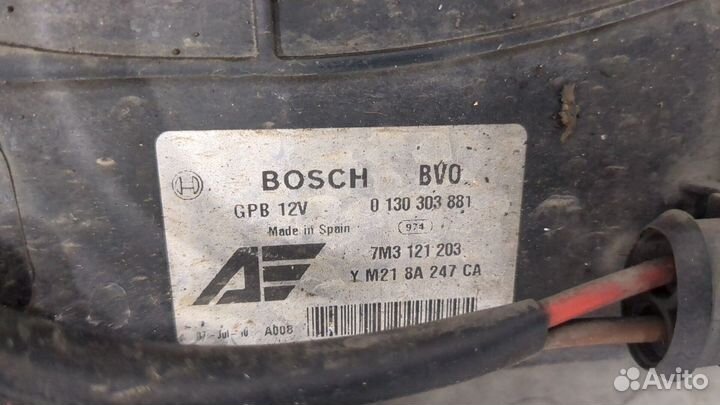 BOSCH BVO
GPB 12V 0 130 303 881
Made in Spain 974
7M3 121 203
AE
Y M21 8A 247 CA
A008
Avito